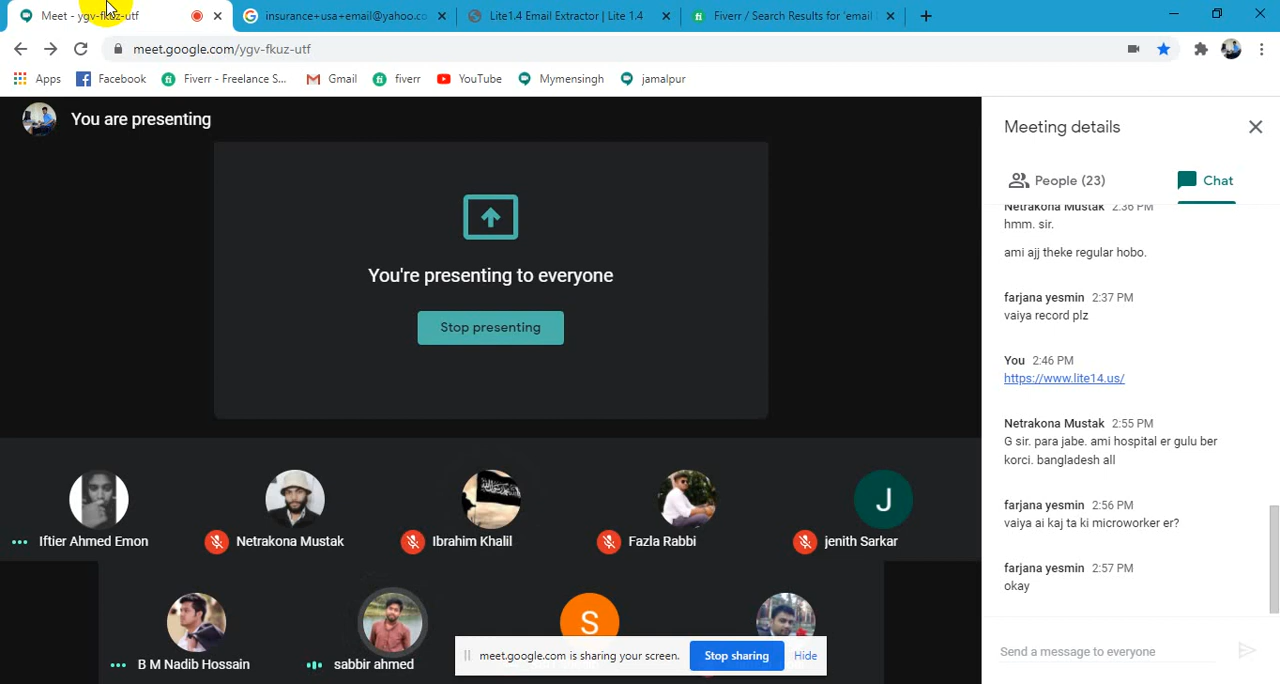 Meet - ygv-fkuz-utf
insurance+usa+email@yahoo.co
Lite1.4 Email Extractor | Lite 1.4
Fiverr / Search Results for 'email
meet.google.com/ygv-fkuz-utf
Apps
Facebook
Fiverr - Freelance S...
Gmail
fiverr
YouTube
Mymensingh
jamalpur
You are presenting
You're presenting to everyone
Stop presenting
Iftier Ahmed Emon
Netrakona Mustak
Ibrahim Khalil
Fazla Rabbi
J
jenith Sarkar
B M Nadib Hossain
sabbir ahmed
S
meet.google.com is sharing your screen.
Stop sharing
Hide
Meeting details
People (23)
Chat
Netrakona Mustak 2:36 PM
hmm. sir.
ami ajj theke regular hobo.
farjana yesmin 2:37 PM
vaiya record plz
You 2:46 PM
https://www.lite14.us/
Netrakona Mustak 2:55 PM
G sir. para jabe. ami hospital er gulu ber
korci. bangladesh all
farjana yesmin 2:56 PM
vaiya ai kaj ta ki microworker er?
farjana yesmin 2:57 PM
okay
Send a message to everyone